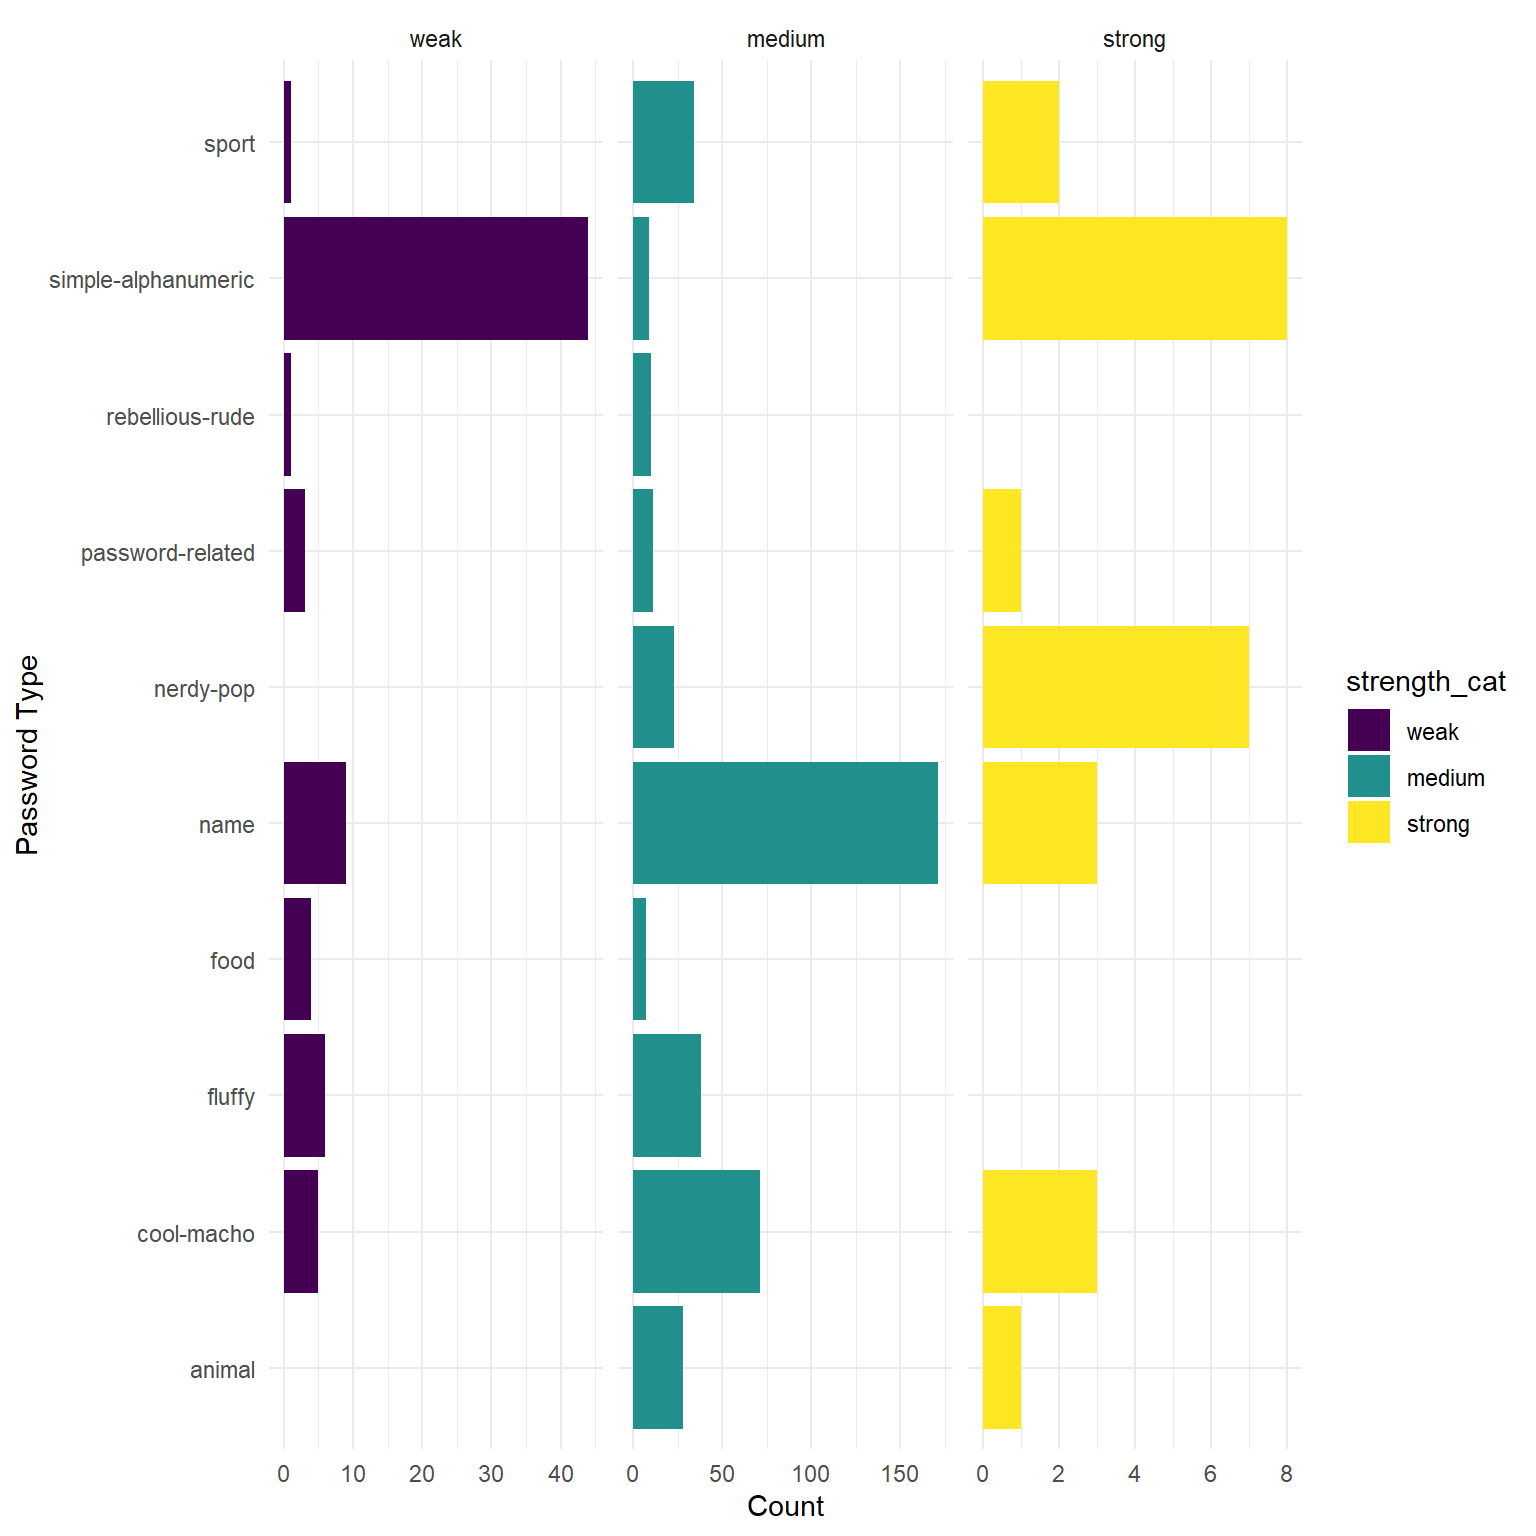 weak medium strong
sport
simple-alphanumeric
rebellious-rude
password-related
nerdy-pop
name
food
fluffy
cool-macho
animal
Password Type
0 10 20 30 40 0 50 100 150 0 2 4 6 8
Count
strength_cat
weak
medium
strong